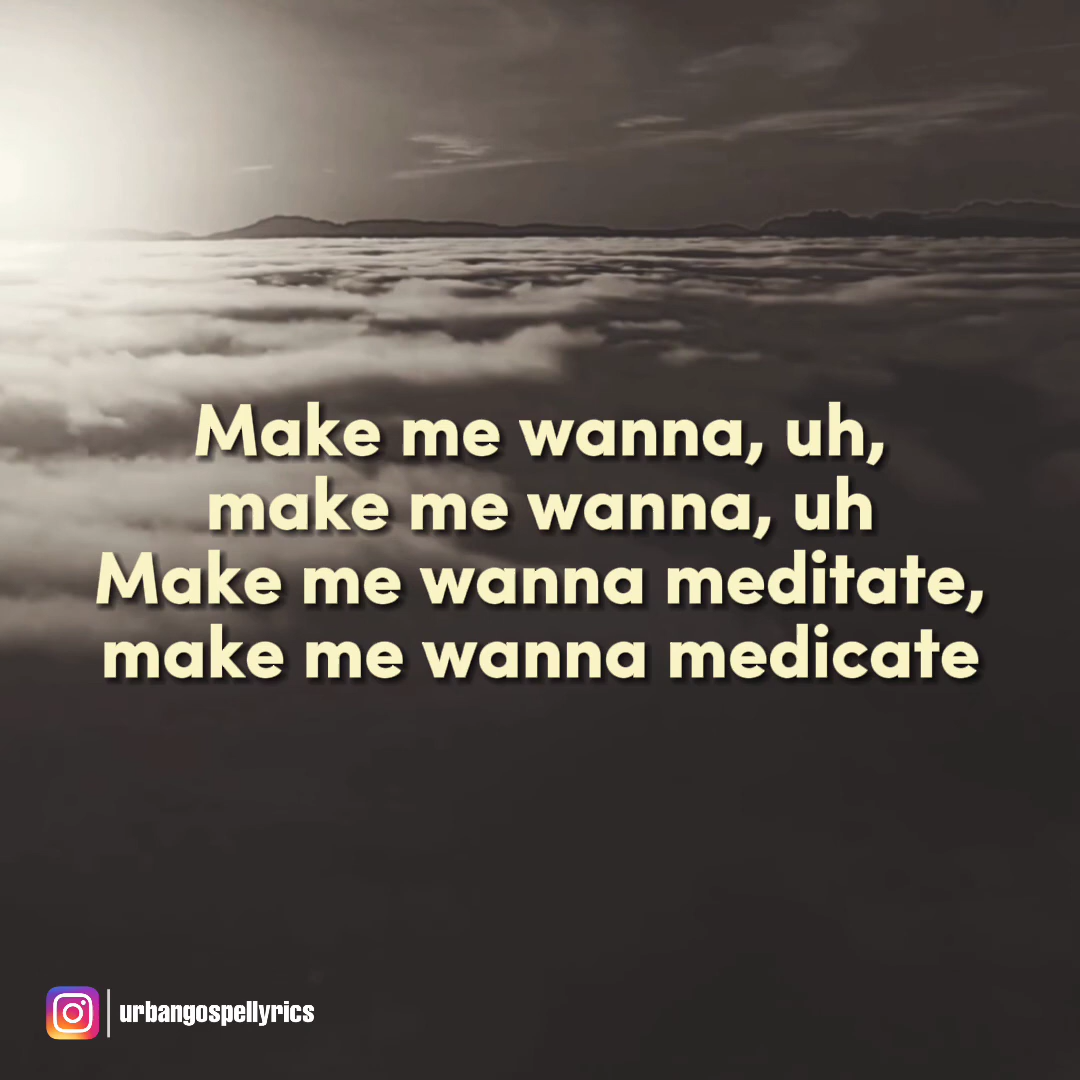 Make me wanna, uh,
make me wanna, uh
Make me wanna meditate,
make me wanna medicate
urbangospellyrics